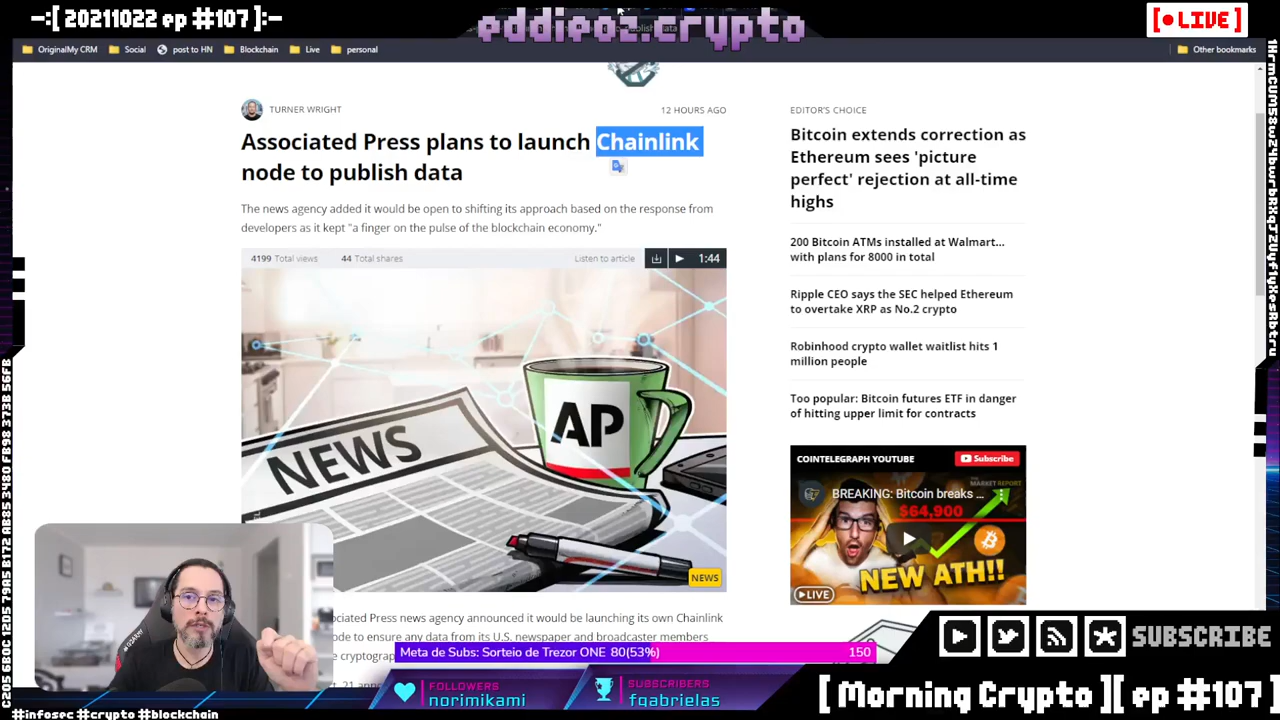 -:[ 20211022 ep #107 ]:-
eddieoz.crypto
[ • LIVE ]
OriginalMy CRM
Social
post to HN
Blockchain
Live
personal
Other bookmarks
TURNER WRIGHT
12 HOURS AGO
Associated Press plans to launch Chainlink
node to publish data
The news agency added it would be open to shifting its approach based on the response from
developers as it kept "a finger on the pulse of the blockchain economy."
4199 Total views
44 Total shares
Listen to article
1:44
NEWS
AP
NEWS
EDITOR'S CHOICE
Bitcoin extends correction as
Ethereum sees 'picture
perfect' rejection at all-time
highs
200 Bitcoin ATMs installed at Walmart...
with plans for 8000 in total
Ripple CEO says the SEC helped Ethereum
to overtake XRP as No.2 crypto
Robinhood crypto wallet waitlist hits 1
million people
Too popular: Bitcoin futures ETF in danger
of hitting upper limit for contracts
COINTELEGRAPH YOUTUBE
Subscribe
THE MARKET REPORT
BREAKING: Bitcoin breaks ...
$64,900
NEW ATH!!
LIVE
ociated Press news agency announced it would be launching its own Chainlink
ode to ensure any data from its U.S. newspaper and broadcaster members
e cryptogra
Meta de Subs: Sorteio de Trezor ONE 80(53%)
150
FOLLOWERS
norimikami
SUBSCRIBERS
fgabrielas
SUBSCRIBE
[ Morning Crypto ][ ep #107 ]
#infosec #crypto #blockchain